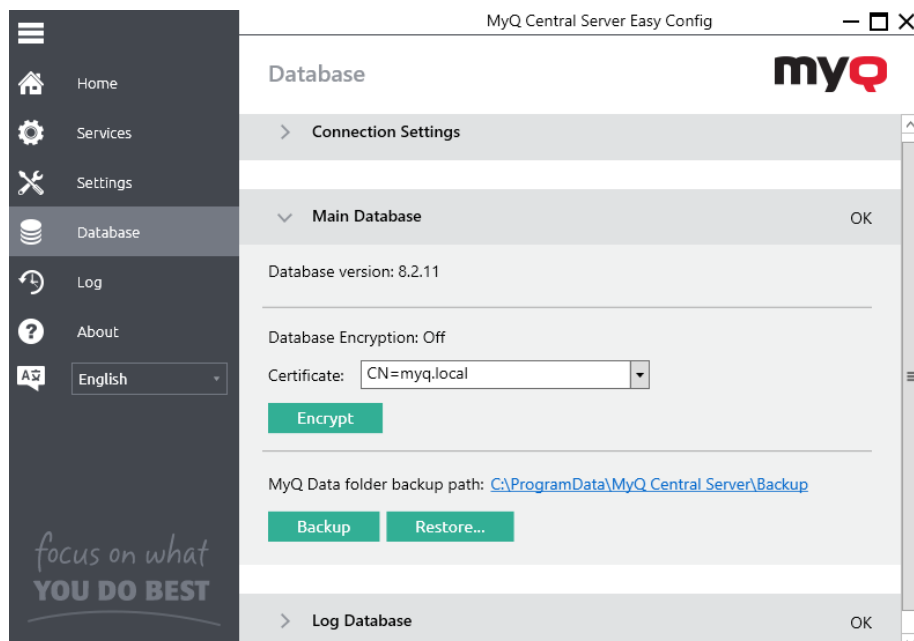 MyQ Central Server Easy Config
Home
Services
Settings
Database
Log
About
English
focus on what
YOU DO BEST
Database
myQ
Connection Settings
Main Database OK
Database version: 8.2.11
Database Encryption: Off
Certificate: CN=myq.local
Encrypt
MyQ Data folder backup path: C:\ProgramData\MyQ Central Server\Backup
Backup Restore...
Log Database OK